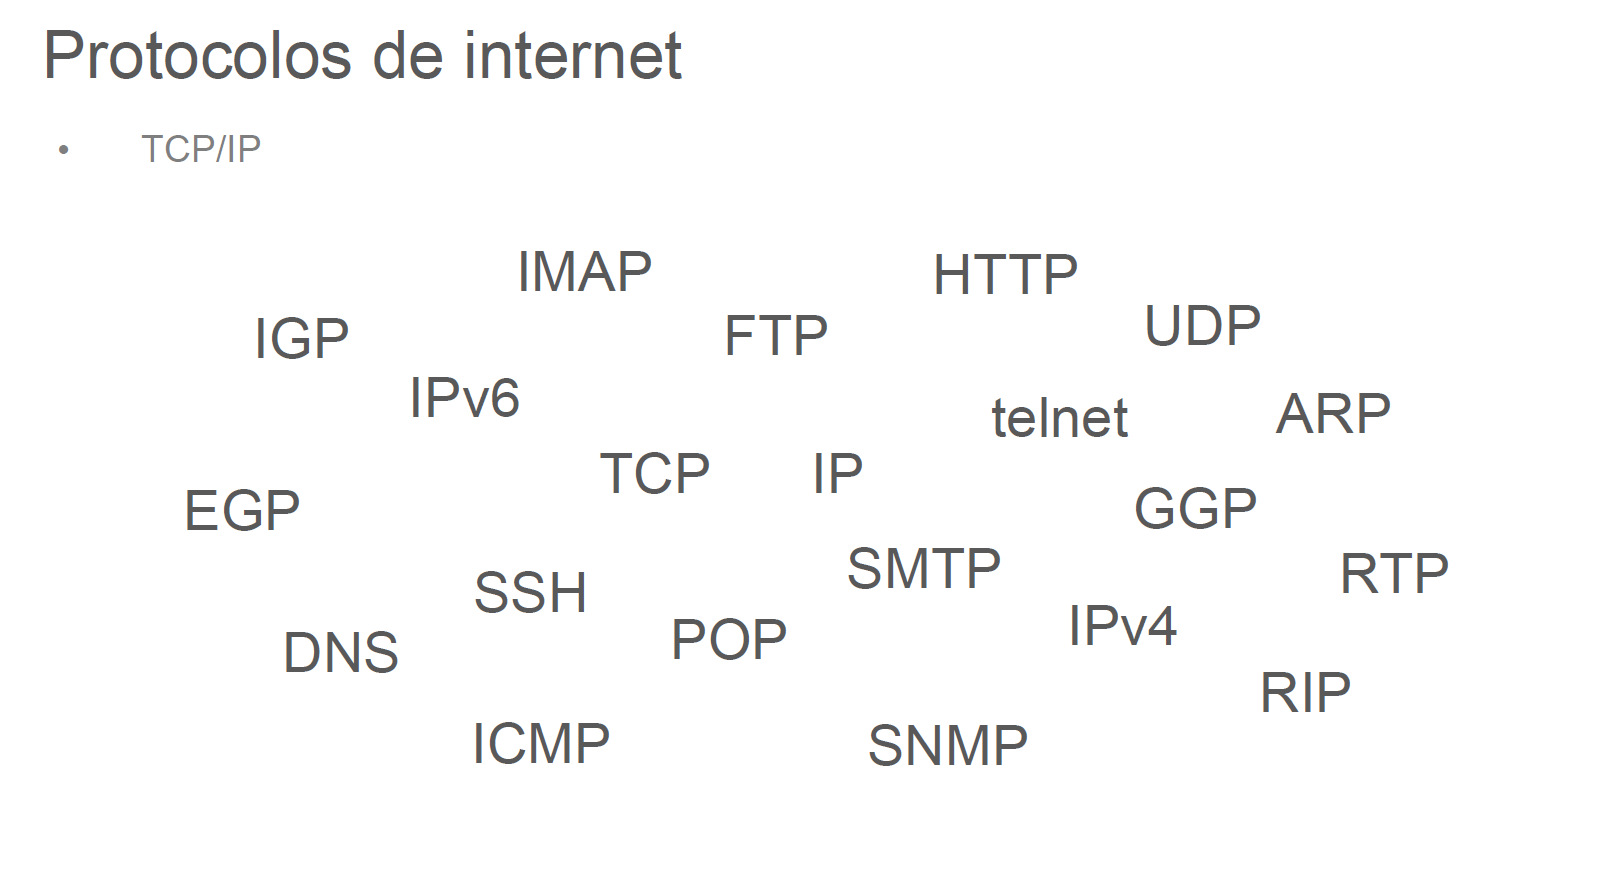 Protocolos de internet
• TCP/IP
IMAP
HTTP
IGP
FTP
UDP
IPv6
telnet
ARP
TCP
IP
EGP
GGP
SSH
SMTP
RTP
DNS
POP
IPv4
RIP
ICMP
SNMP